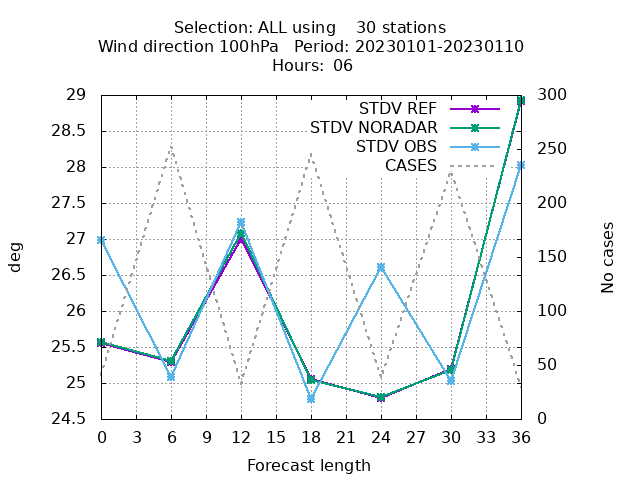 Selection: ALL using    30 stations
Wind direction 100hPa   Period: 20230101-20230110
Hours:  06
STDV REF
STDV NORADAR
STDV OBS
CASES
deg
29
28.5
28
27.5
27
26.5
26
25.5
25
24.5
300
250
200
150
100
50
0
No cases
0 3 6 9 12 15 18 21 24 27 30 33 36
Forecast length